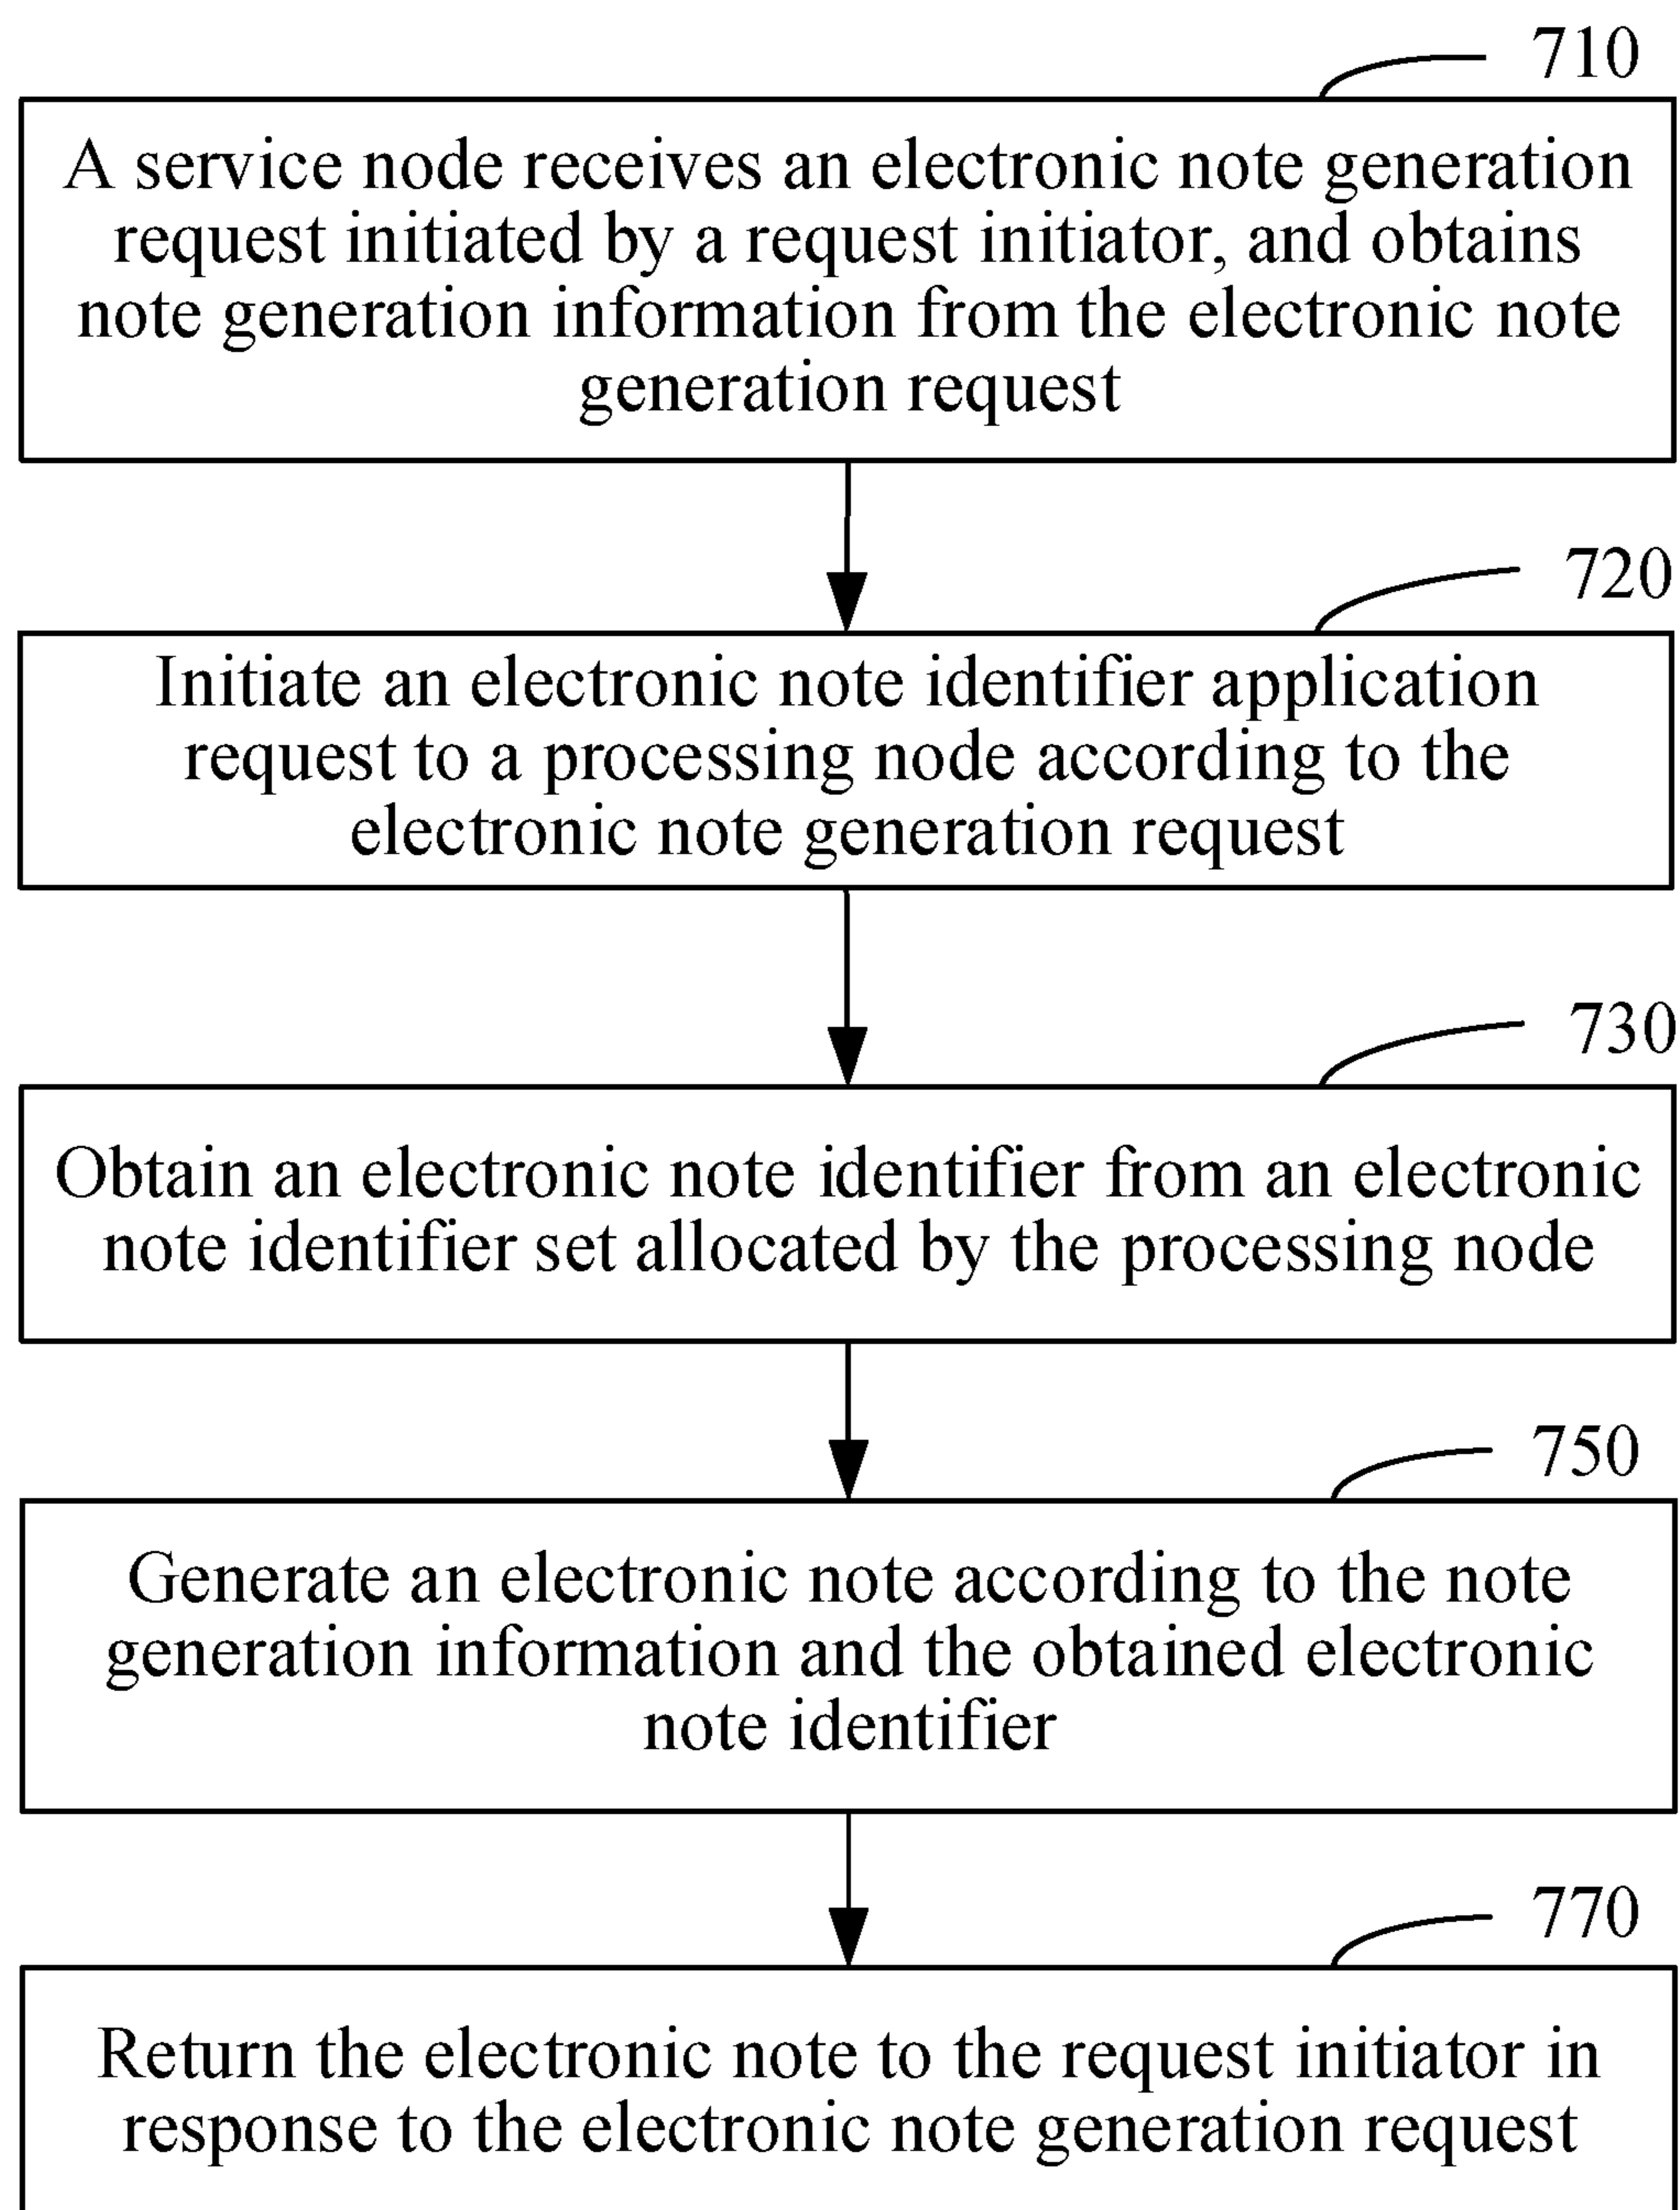 710
A service node receives an electronic note generation
request initiated by a request initiator, and obtains
note generation information from the electronic note
generation request
720
Initiate an electronic note identifier application
request to a processing node according to the
electronic note generation request
730
Obtain an electronic note identifier from an electronic
note identifier set allocated by the processing node
750
Generate an electronic note according to the note
generation information and the obtained electronic
note identifier
770
Return the electronic note to the request initiator in
response to the electronic note generation request